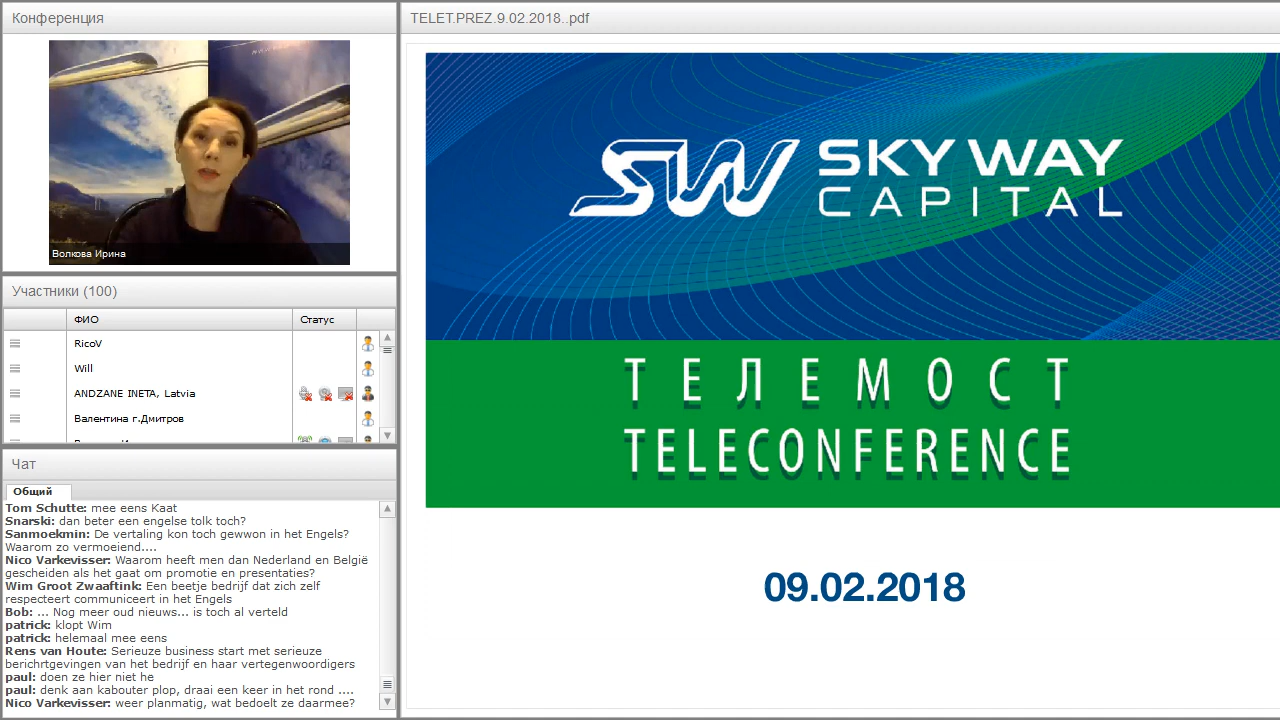 Конференция
Волкова Ирина
Участники (100)
ФИО
Статус
RicoV
Will
ANDZANE INETA, Latvia
Валентина г.Дмитров
Чат
Общий
Tom Schutte: mee eens Kaat
Snarski: dan beter een engelse tolk toch?
Sanmoekmin: De vertaling kon toch gewwon in het Engels?
Waarom zo vermoeiend....
Nico Varkevisser: Waarom heeft men dan Nederland en België
gescheiden als het gaat om promotie en presentaties?
Wim Groot Zwaaftink: Een beetje bedrijf dat zich zelf
respecteert communiceert in het Engels
Bob: ... Nog meer oud nieuws... is toch al verteld
patrick: klopt Wim
patrick: helemaal mee eens
Rens van Houte: Serieuze business start met serieuze
berichrtgevingen van het bedrijf en haar vertegenwoordigers
paul: doen ze hier niet he
paul: denk aan kabouter plop, draai een keer in het rond ....
Nico Varkevisser: weer planmatig, wat bedoelt ze daarmee?
TELET.PREZ.9.02.2018..pdf
SW SKY WAY
CAPITAL
ТЕЛЕМОСТ
TELECONFERENCE
09.02.2018